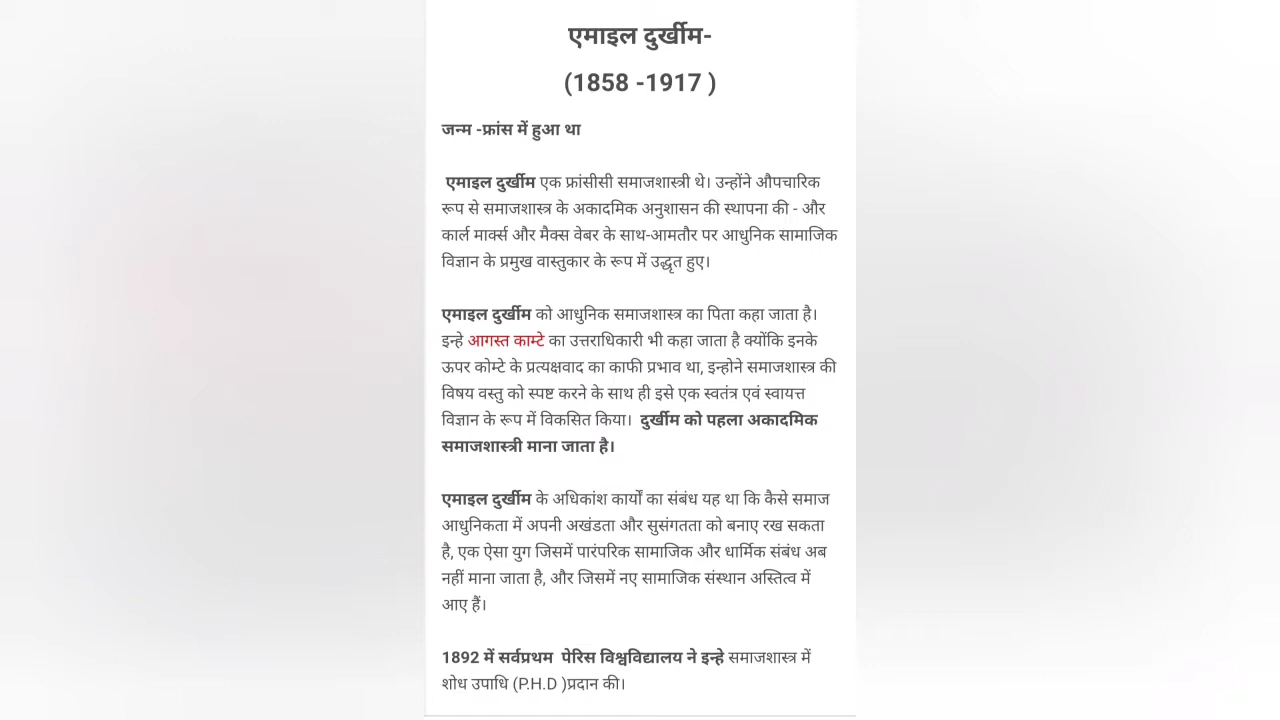 एमाइल दुर्खीम-
(1858 -1917 )
जन्म -फ्रांस में हुआ था
एमाइल दुर्खीम एक फ्रांसीसी समाजशास्त्री थे। उन्होंने औपचारिक
रूप से समाजशास्त्र के अकादमिक अनुशासन की स्थापना की - और
कार्ल मार्क्स और मैक्स वेबर के साथ-आमतौर पर आधुनिक सामाजिक
विज्ञान के प्रमुख वास्तुकार के रूप में उद्धृत हुए।
एमाइल दुर्खीम को आधुनिक समाजशास्त्र का पिता कहा जाता है।
इन्हे आगस्त काम्टे का उत्तराधिकारी भी कहा जाता है क्योंकि इनके
ऊपर कोम्टे के प्रत्यक्षवाद का काफी प्रभाव था, इन्होने समाजशास्त्र की
विषय वस्तु को स्पष्ट करने के साथ ही इसे एक स्वतंत्र एवं स्वायत्त
विज्ञान के रूप में विकसित किया। दुर्खीम को पहला अकादमिक
समाजशास्त्री माना जाता है।
एमाइल दुर्खीम के अधिकांश कार्यों का संबंध यह था कि कैसे समाज
आधुनिकता में अपनी अखंडता और सुसंगतता को बनाए रख सकता
है, एक ऐसा युग जिसमें पारंपरिक सामाजिक और धार्मिक संबंध अब
नहीं माना जाता है, और जिसमें नए सामाजिक संस्थान अस्तित्व में
आए हैं।
1892 में सर्वप्रथम पेरिस विश्वविद्यालय ने इन्हे समाजशास्त्र में
शोध उपाधि (P.H.D )प्रदान की।